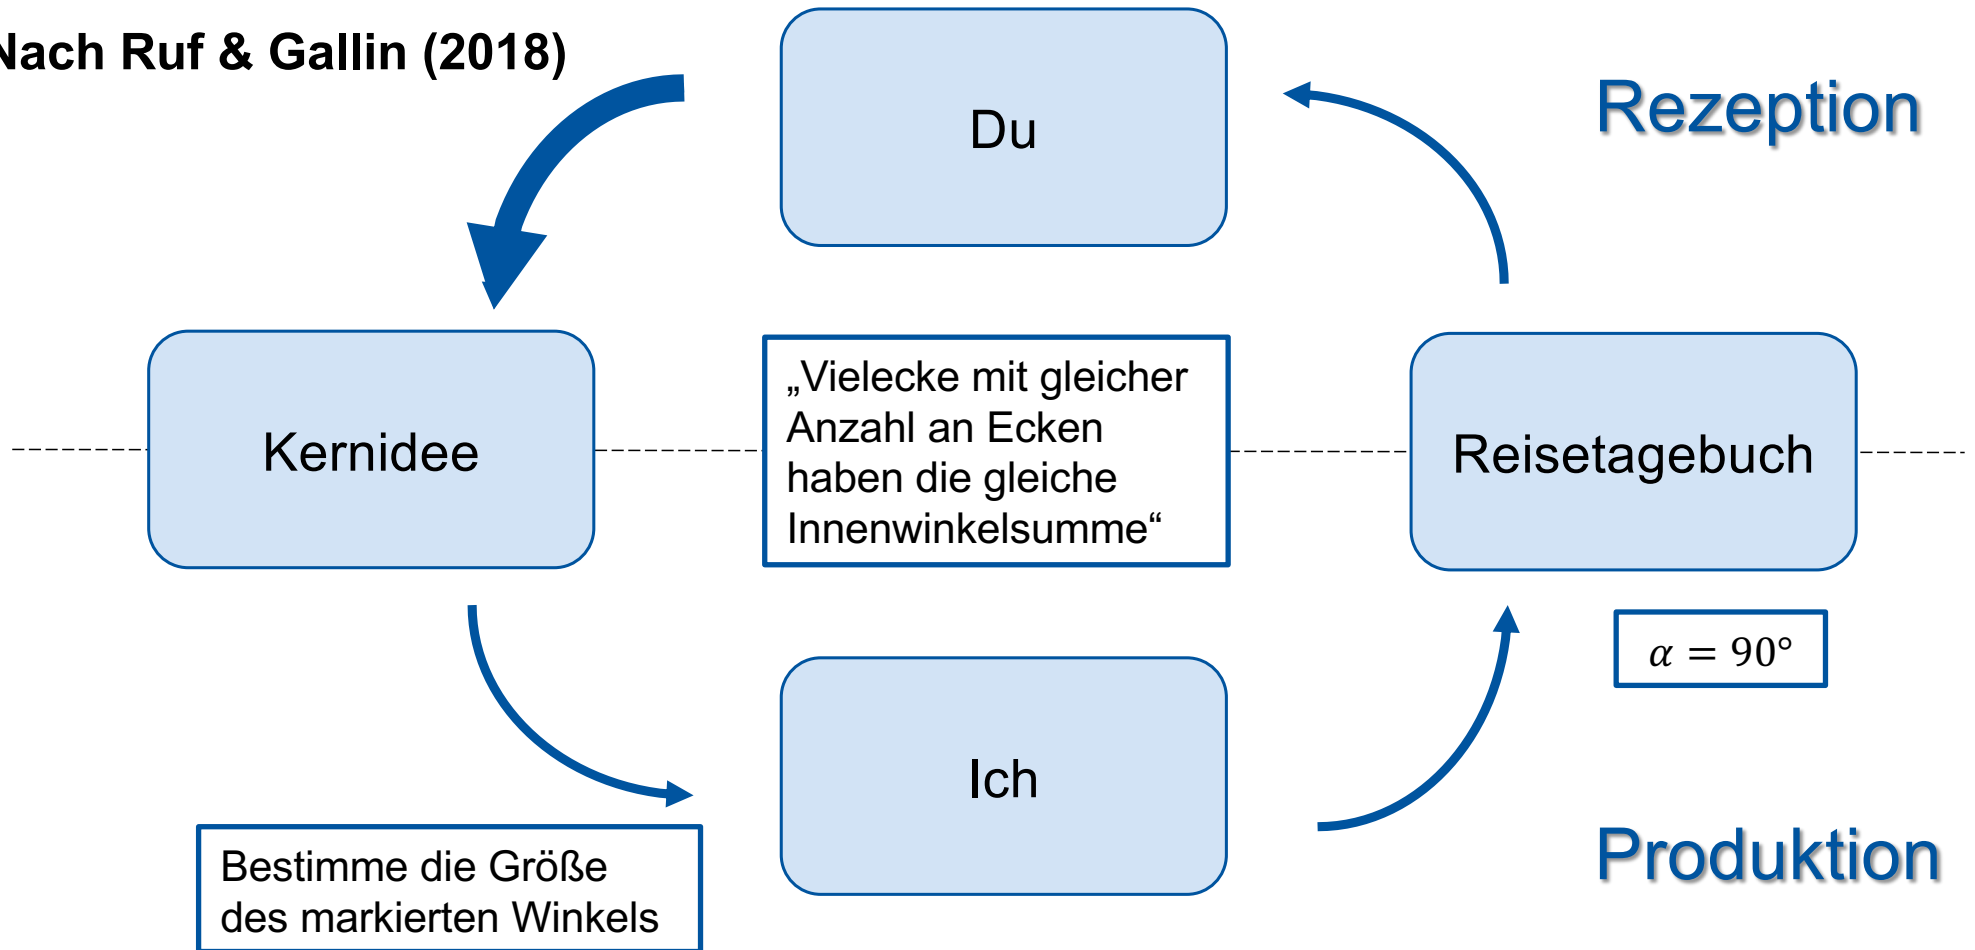 Nach Ruf & Gallin (2018)
Du
Rezeption
Kernidee
„Vielecke mit gleicher
Anzahl an Ecken
haben die gleiche
Innenwinkelsumme“
Reisetagebuch
α = 90°
Ich
Bestimme die Größe
des markierten Winkels
Produktion